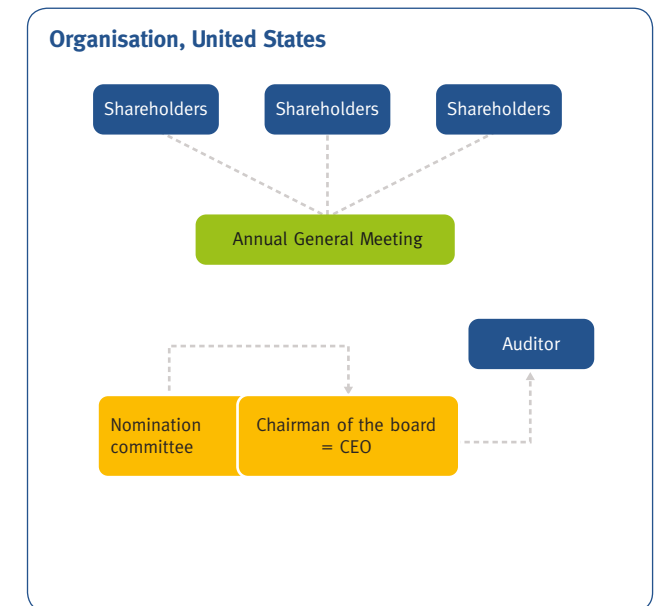 Organisation, United States
Shareholders
Shareholders
Shareholders
Annual General Meeting
Auditor
Nomination
committee
Chairman of the board
= CEO